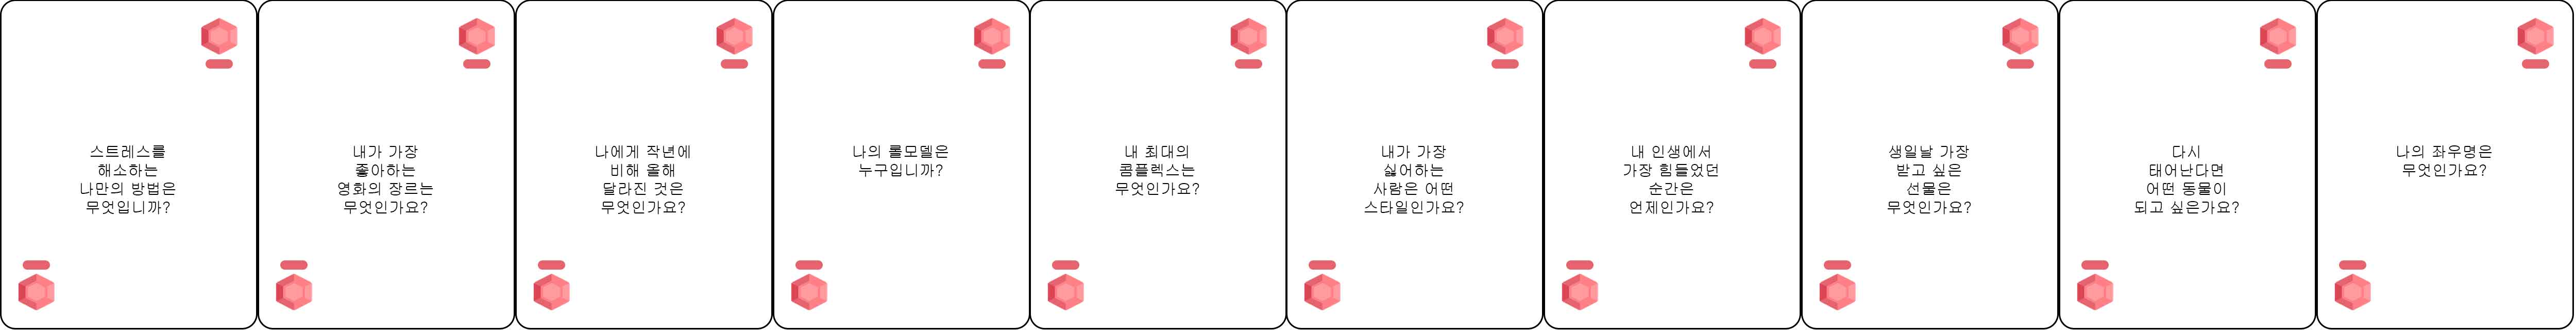 스트레스를
해소하는
나만의 방법은
무엇입니까?
내가 가장
좋아하는
영화의 장르는
무엇인가요?
나에게 작년에
비해 올해
달라진 것은
무엇인가요?
나의 롤모델은
누구입니까?
내 최대의
콤플렉스는
무엇인가요?
내가 가장
싫어하는
사람은 어떤
스타일인가요?
내 인생에서
가장 힘들었던
순간은
언제인가요?
생일날 가장
받고 싶은
선물은
무엇인가요?
다시
태어난다면
어떤 동물이
되고 싶은가요?
나의 좌우명은
무엇인가요?